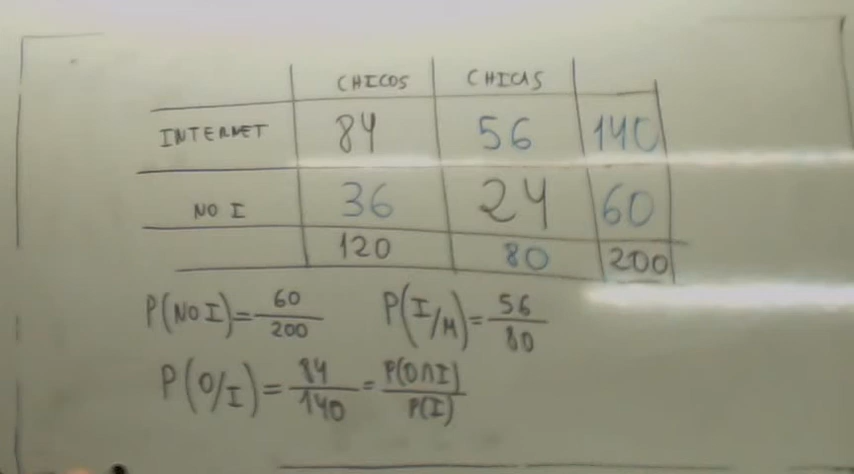 CHICOS CHICAS
INTERNET 84 56 140
NO I 36 24 60
120 80 200
P(NO I)=60/200 P(I/M)=56/80
P(O/I)=84/140=P(O∩I)/P(I)